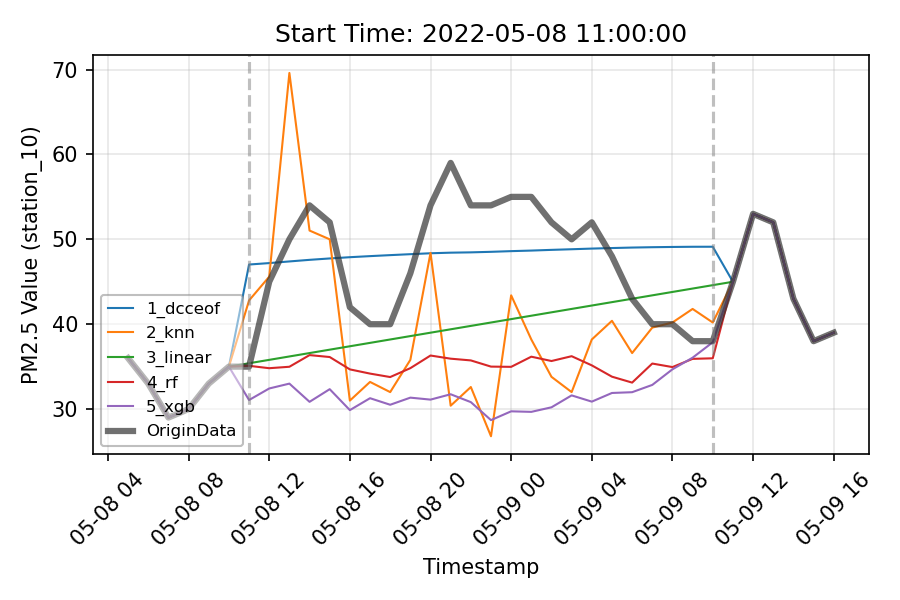 Start Time: 2022-05-08 11:00:00
PM2.5 Value (station_10)
70
60
50
40
30
1_dcceof
2_knn
3_linear
4_rf
5_xgb
OriginData
05-08 04
05-08 08
05-08 12
05-08 16
05-08 20
05-09 00
05-09 04
05-09 08
05-09 12
05-09 16
Timestamp